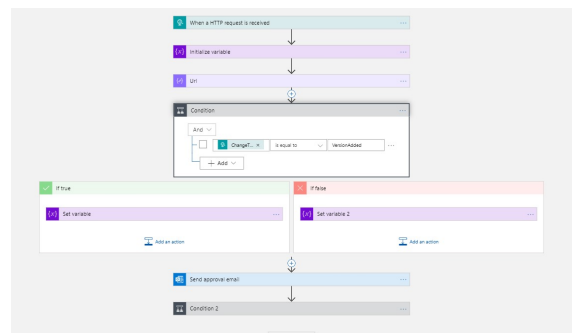 When a HTTP request is received
Initialize variable
Url
Condition
And
ChangeT... × is equal to VersionAdded
+ Add
If true
If false
Set variable
Set variable 2
Add an action
Add an action
Send approval email
Condition 2